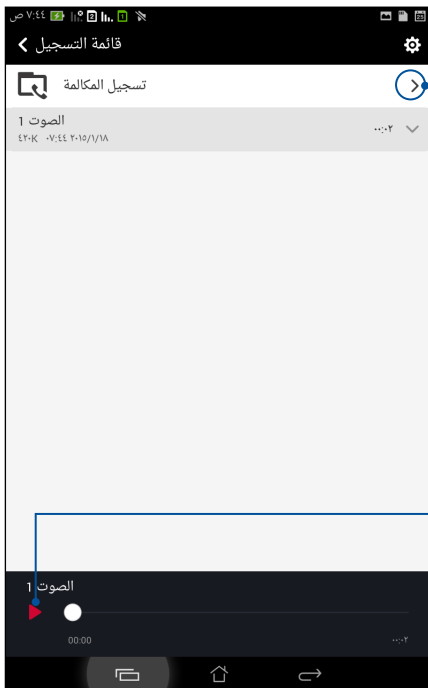 ٧:٤٤ ص
قائمة التسجيل
تسجيل المكالمة
الصوت 1
٠٠:٠٢
٤٢٠K ٠٧:٤٤ ٢٠١٥/١/١٨
الصوت 1
00:00
٠٠:٠٢